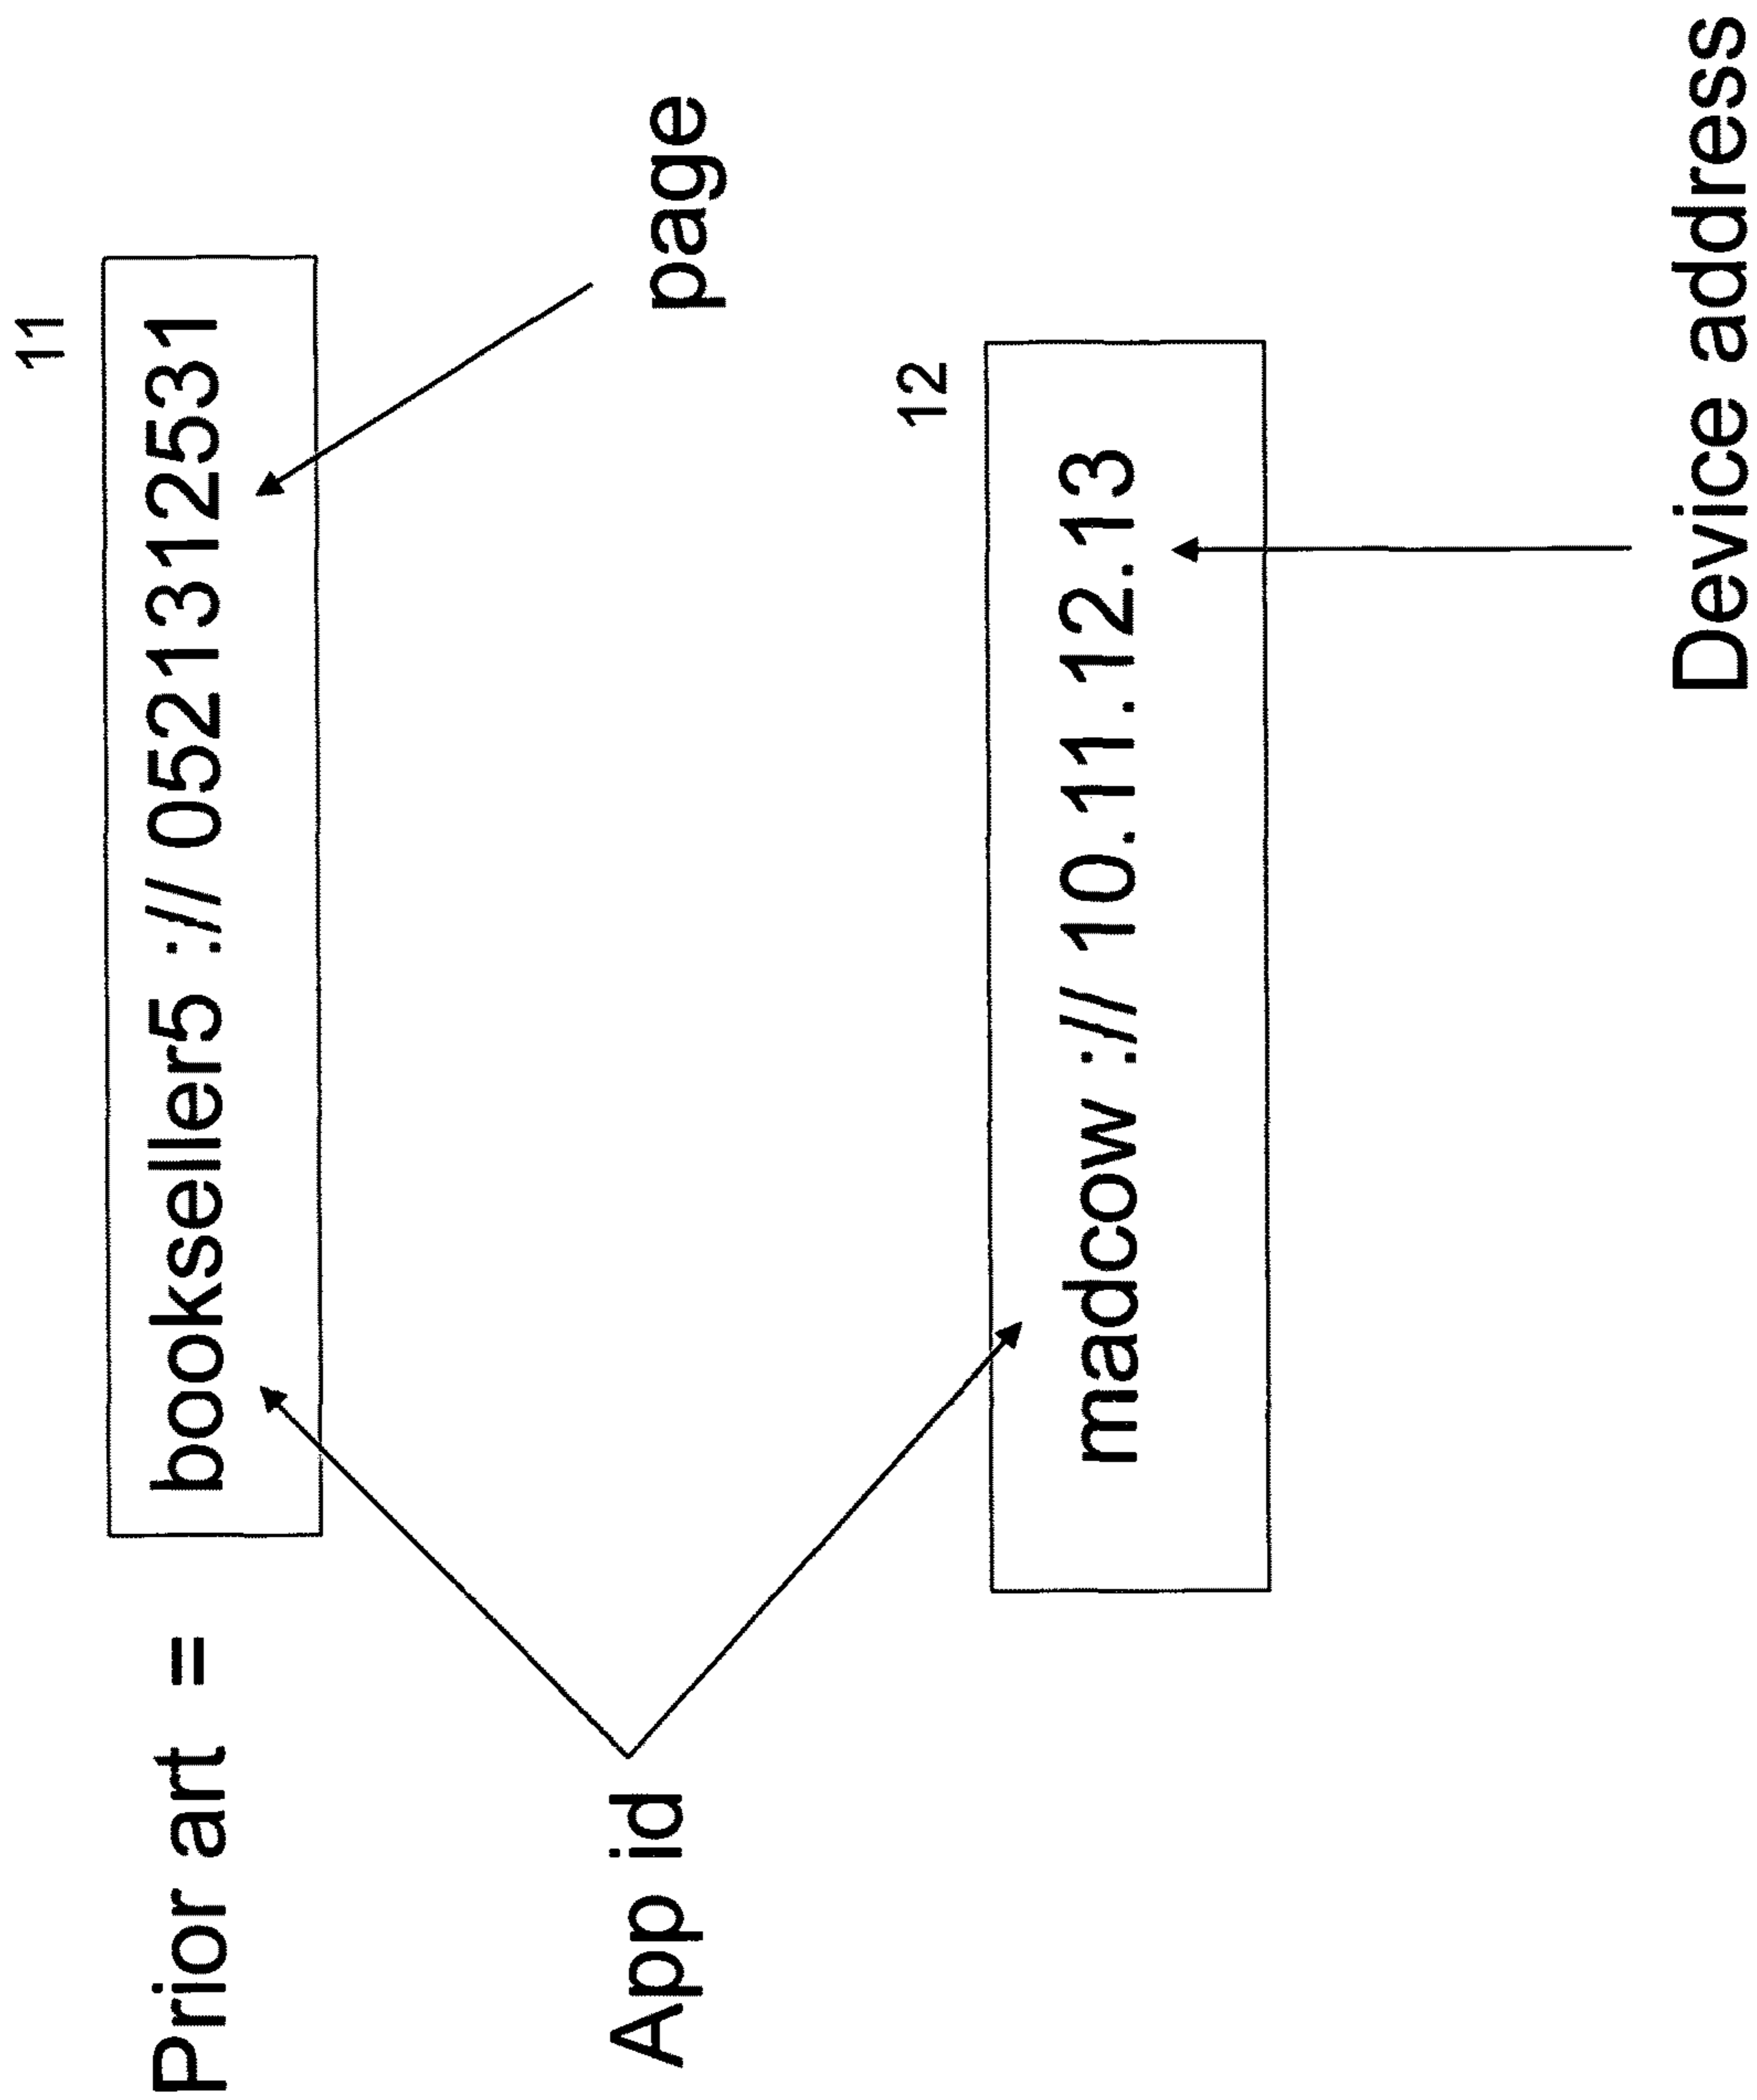 11
Prior art = bookseller5 :// 0521312531
App id
page
12
madcow :// 10.11.12.13
Device address